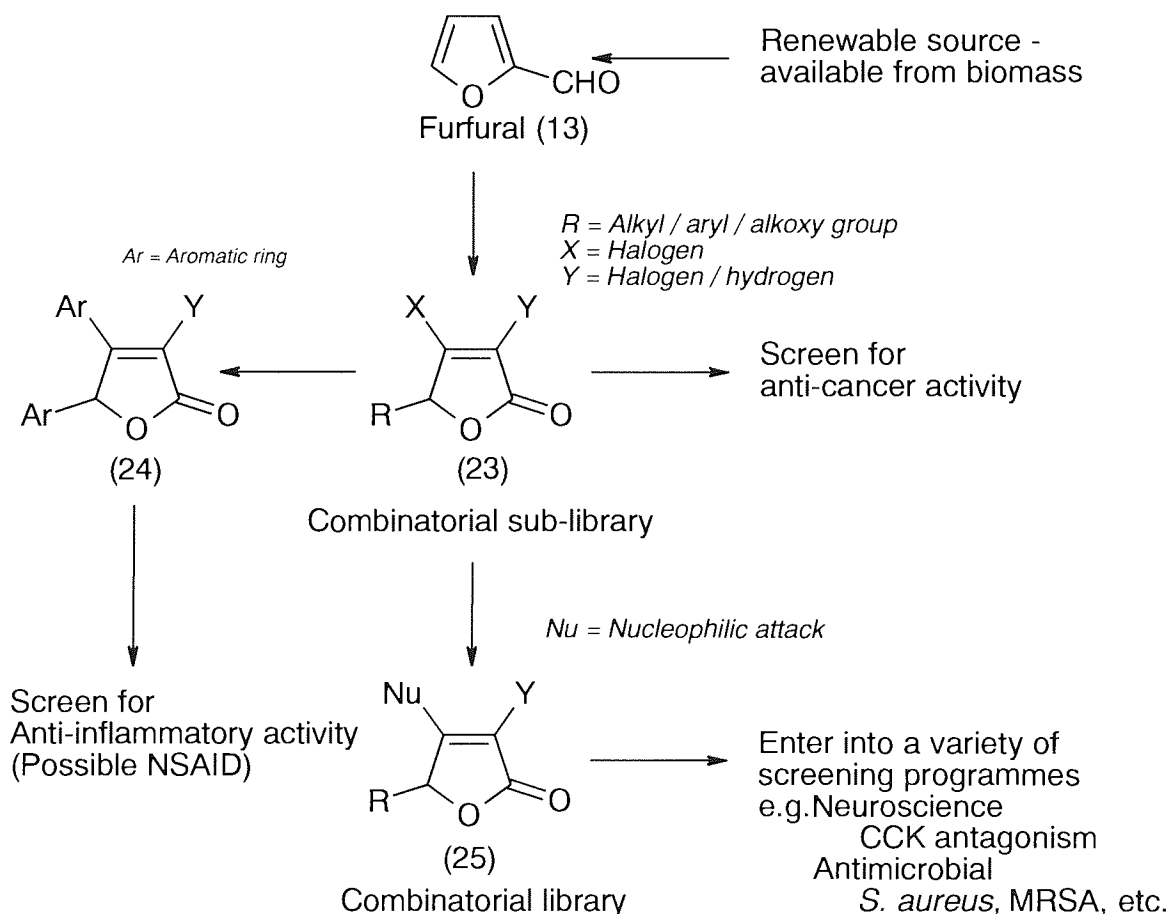 O
CHO
Furfural (13)
Renewable source -
available from biomass
R = Alkyl / aryl / alkoxy group
X = Halogen
Y = Halogen / hydrogen
Ar = Aromatic ring
Ar
Y
Ar
O
O
(24)
X
Y
R
O
O
(23)
Screen for
anti-cancer activity
Combinatorial sub-library
Nu = Nucleophilic attack
Screen for
Anti-inflammatory activity
(Possible NSAID)
Nu
Y
R
O
O
(25)
Combinatorial library
Enter into a variety of
screening programmes
e.g.Neuroscience
CCK antagonism
Antimicrobial
S. aureus, MRSA, etc.